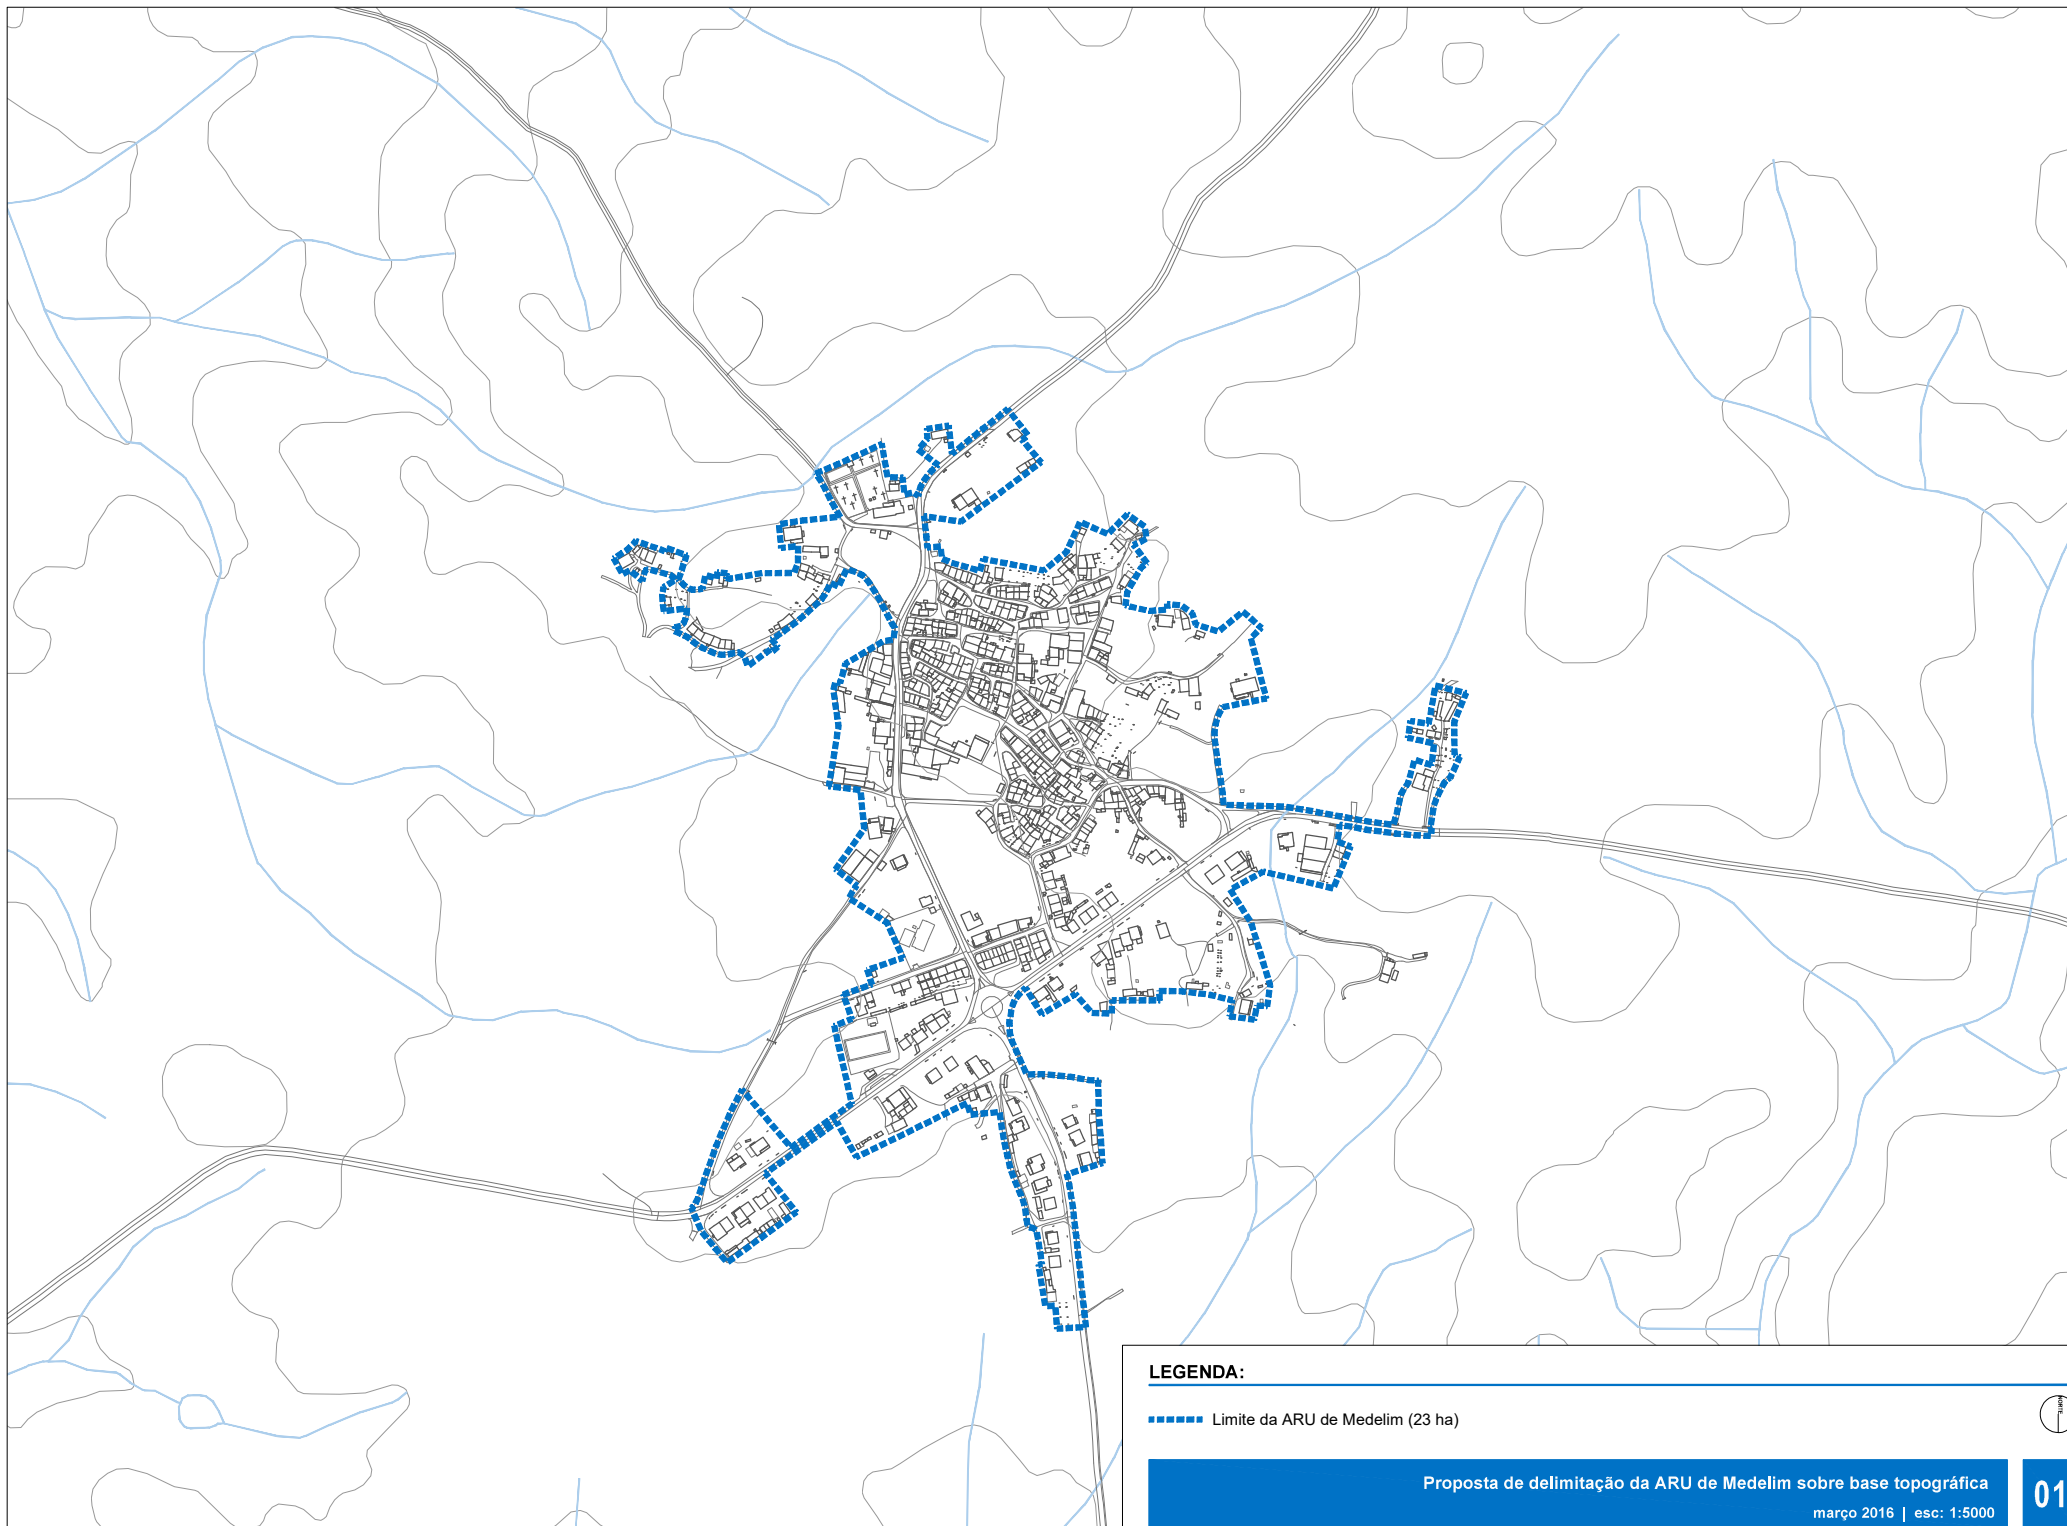 LEGENDA:
Limite da ARU de Medelim (23 ha)
NORTE
Proposta de delimitação da ARU de Medelim sobre base topográfica
março 2016 | esc: 1:5000
01